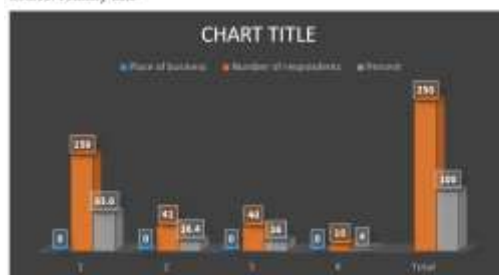 CHART TITLE
Place of business Number of respondents Percent
250
159
100
63.6
41
40
16.4
16
10
4
0 0 0 0
1 2 3 4 Total